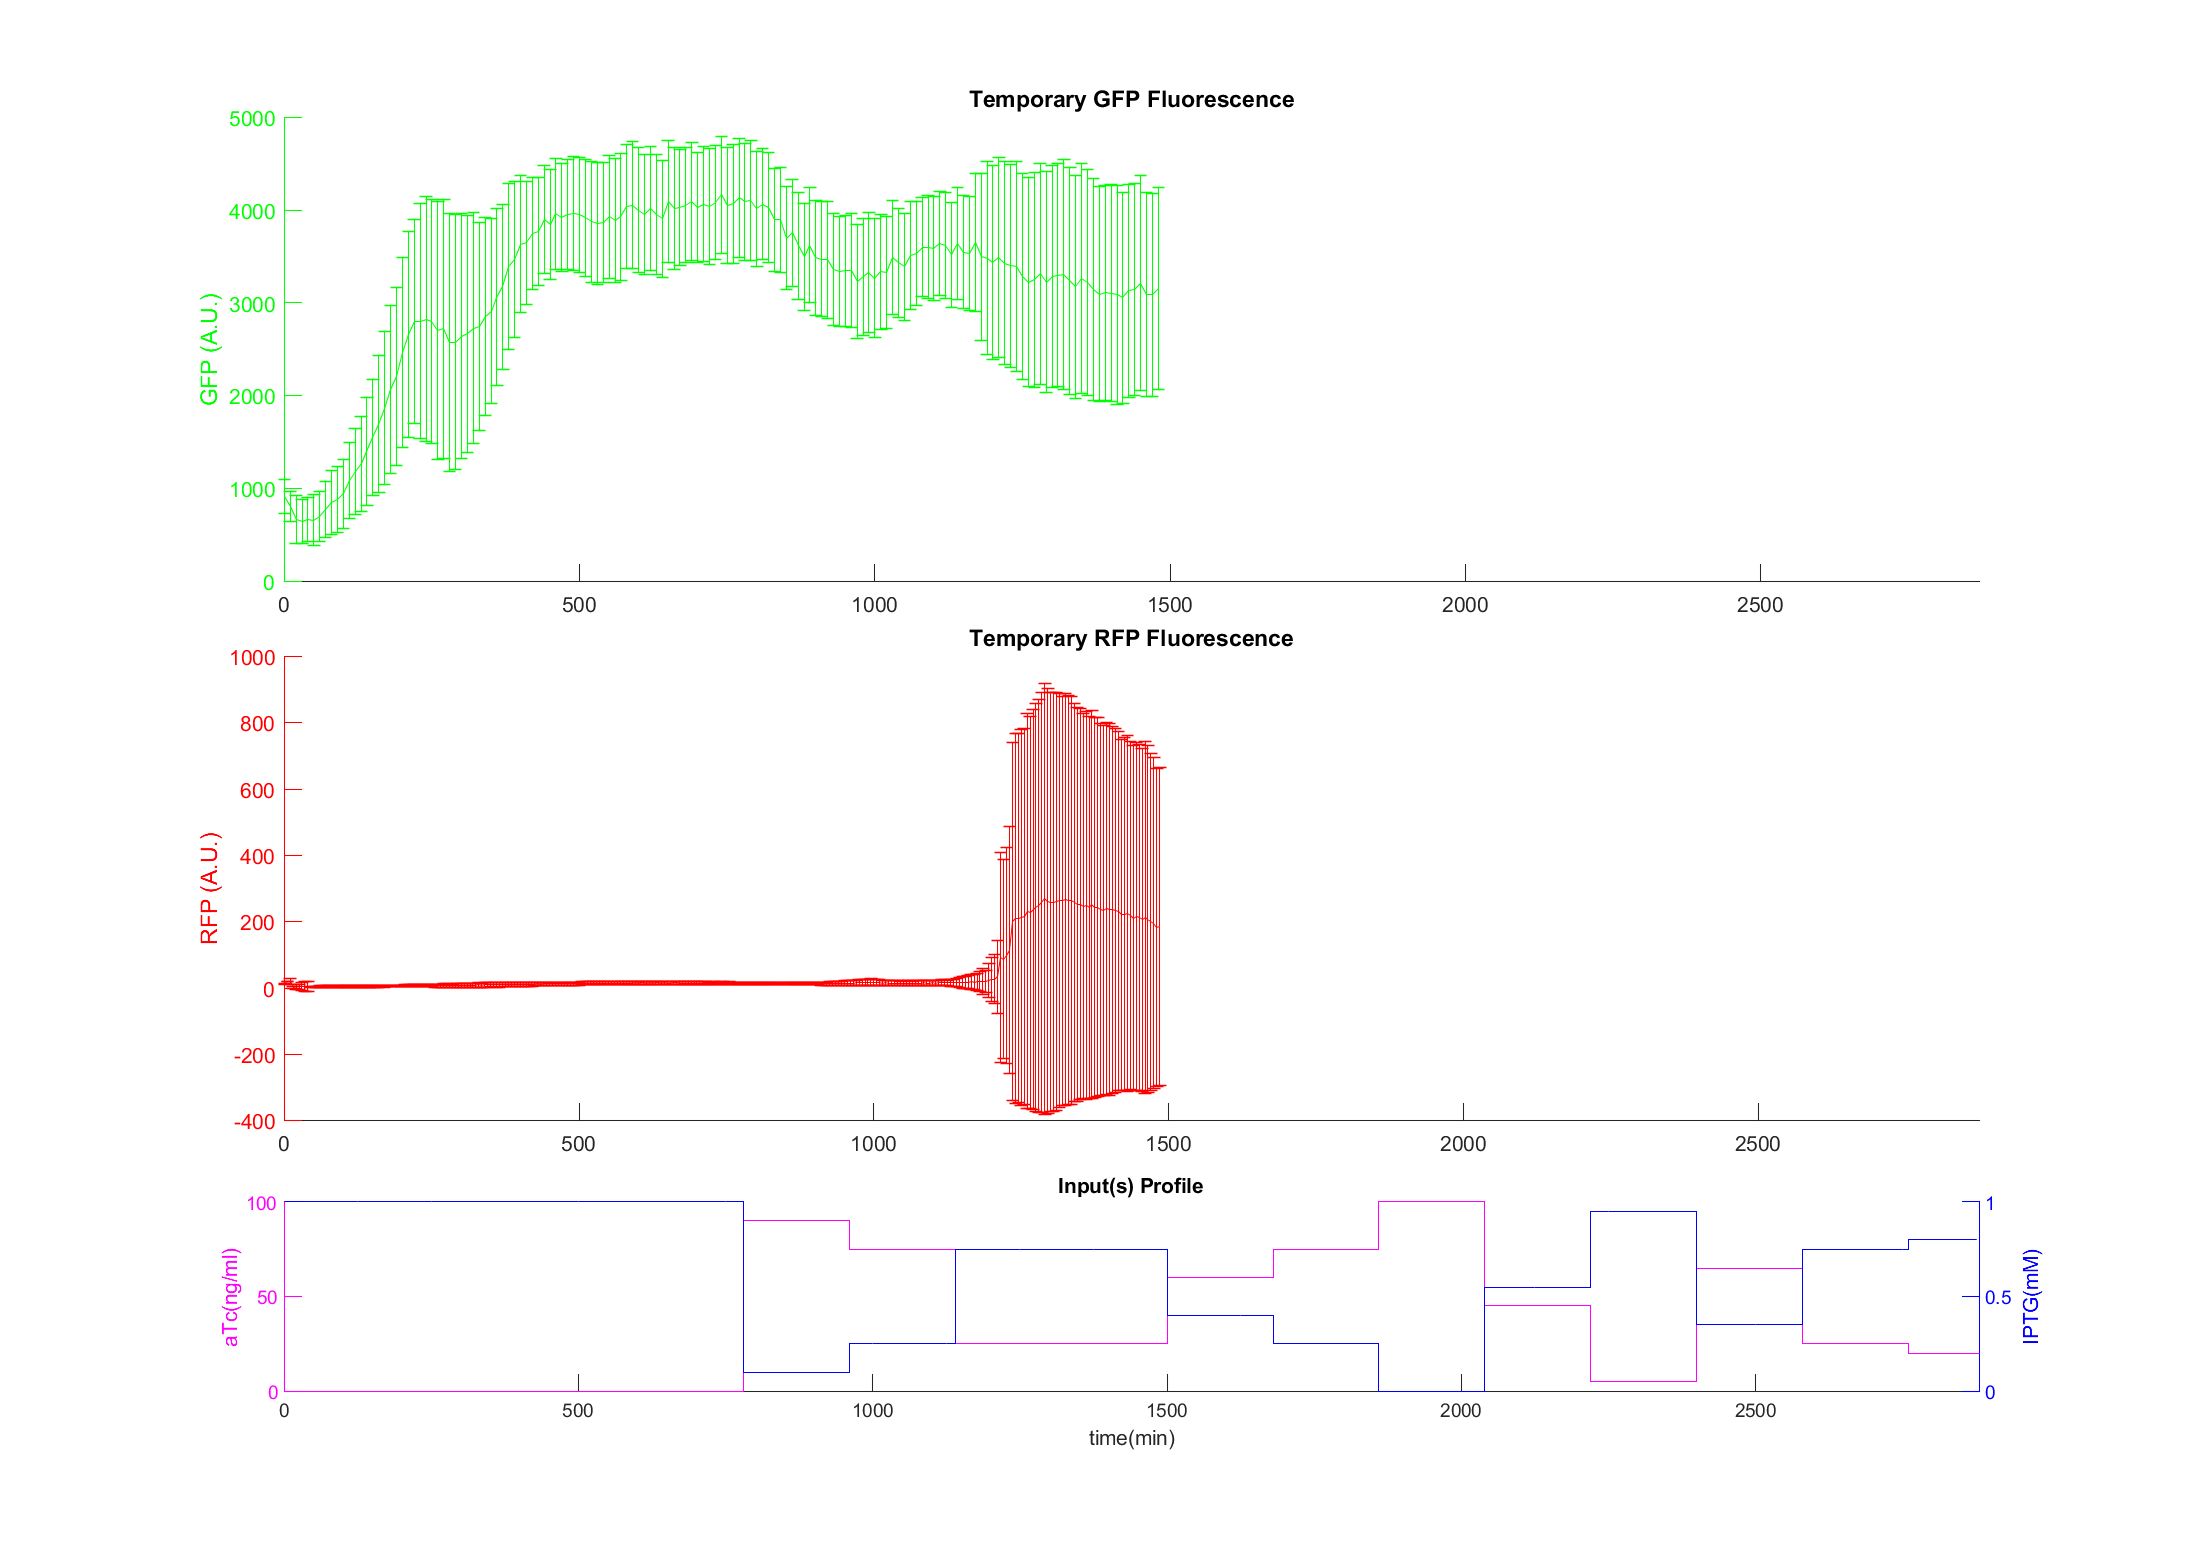 Temporary GFP Fluorescence
GFP (A.U.)
5000
4000
3000
2000
1000
0
0 500 1000 1500 2000 2500
Temporary RFP Fluorescence
RFP (A.U.)
1000
800
600
400
200
0
-200
-400
0 500 1000 1500 2000 2500
Input(s) Profile
aTc(ng/ml)
100
50
0
1
0.5
0
IPTG(mM)
0 500 1000 1500 2000 2500
time(min)